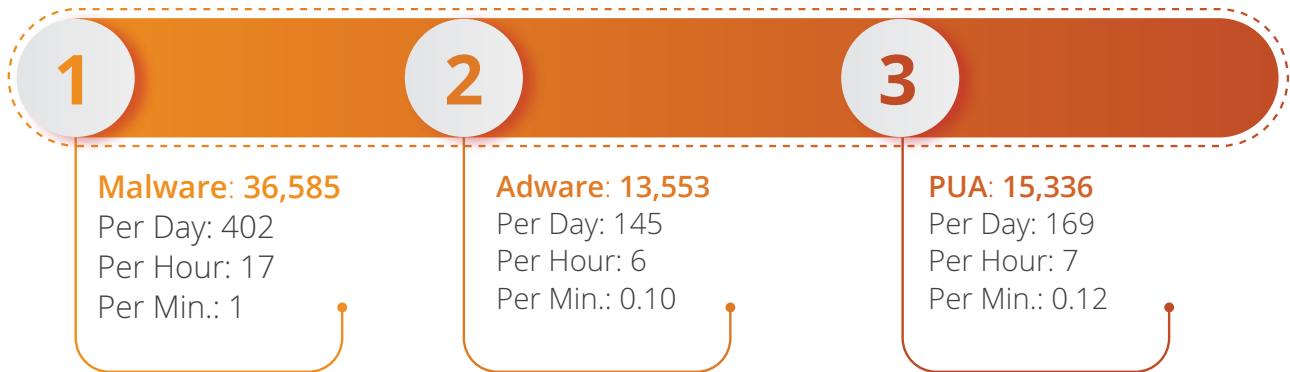 1
2
3
Malware: 36,585
Per Day: 402
Per Hour: 17
Per Min.: 1
Adware: 13,553
Per Day: 145
Per Hour: 6
Per Min.: 0.10
PUA: 15,336
Per Day: 169
Per Hour: 7
Per Min.: 0.12